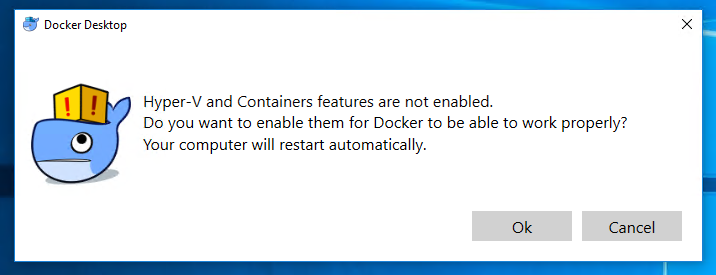 Docker Desktop
Hyper-V and Containers features are not enabled.
Do you want to enable them for Docker to be able to work properly?
Your computer will restart automatically.
Ok
Cancel